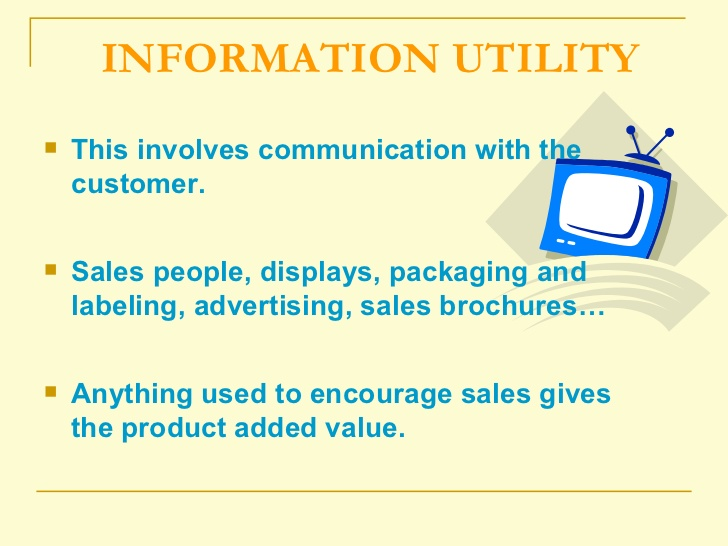 INFORMATION UTILITY
This involves communication with the
customer.
Sales people, displays, packaging and
labeling, advertising, sales brochures…
Anything used to encourage sales gives
the product added value.